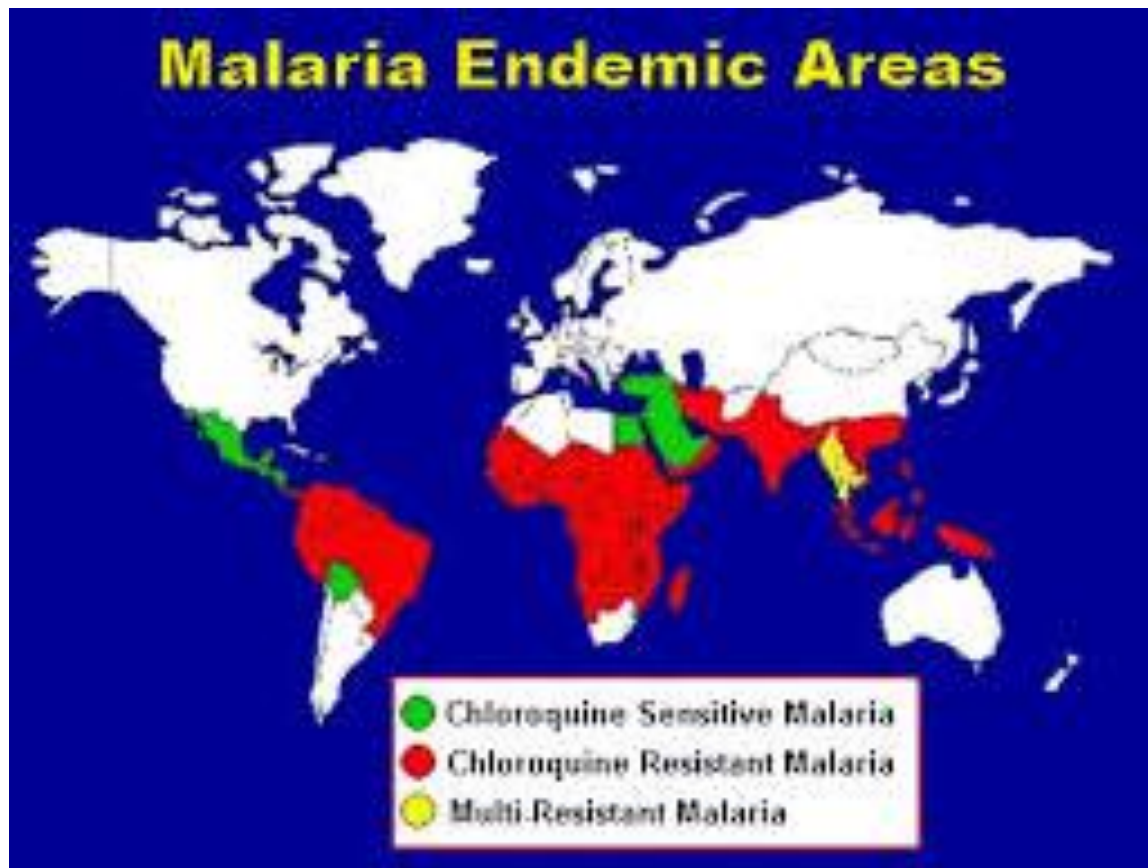 Malaria Endemic Areas
Chloroquine Sensitive Malaria
Chloroquine Resistant Malaria
Multi-Resistant Malaria